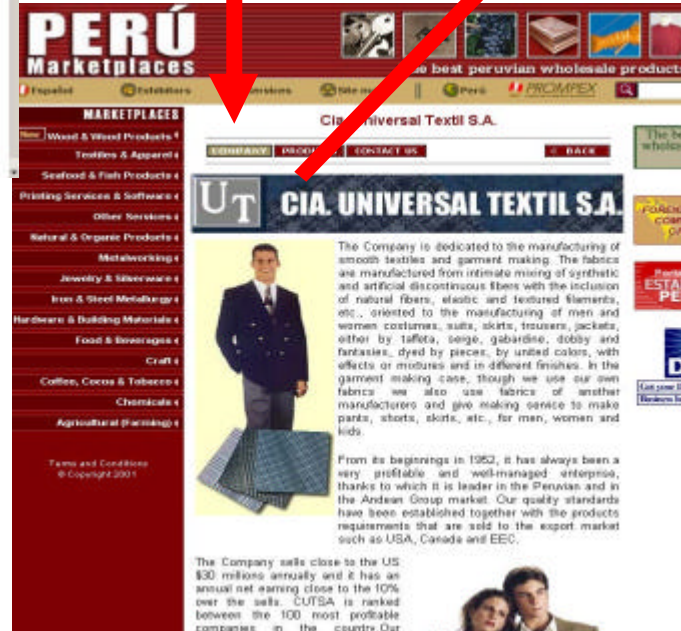 PERÚ
Marketplaces
e best peruvian wholesale products
Español
Exhibitors
Services
Site m
Perú
PROMPEX
MARKETPLACES
New Wood & Wood Products
Textiles & Apparel
Seafood & Fish Products
Printing Services & Software
Other Services
Natural & Organic Products
Metalworking
Jewelry & Silverware
Iron & Steel Metallurgy
Hardware & Building Materials
Food & Beverages
Craft
Coffee, Cocoa & Tobacco
Chemicals
Agricultural (Farming)
Terms and Conditions
© Copyright 2001
Cia. Universal Textil S.A.
COMPANY
PRODU
CONTACT US
BACK
UT CIA. UNIVERSAL TEXTIL S.A.
The Company is dedicated to the manufacturing of
smooth textiles and garment making. The fabrics
are manufactured from intimate mixing of synthetic
and artificial discontinuous fibers with the inclusion
of natural fibers, elastic and textured filaments,
etc., oriented to the manufacturing of men and
women costumes, suits, skirts, trousers, jackets,
either by taffeta, serge, gabardine, dobby and
fantasies, dyed by pieces, by united colors, with
effects or mixtures and in different finishes. In the
garment making case, though we use our own
fabrics we also use fabrics of another
manufacturers and give making service to make
pants, shorts, skirts, etc., for men, women and
kids.
From its beginnings in 1952, it has always been a
very profitable and well-managed enterprise,
thanks to which it is leader in the Peruvian and in
the Andean Group market. Our quality standards
have been established together with the products
requirements that are sold to the export market
such as USA, Canada and EEC.
The Company sells close to the US
$30 millions annually and it has an
annual net earning close to the 10%
over the sells. CUTSA is ranked
between the 100 most profitable
companies in the country. Our
The be
wholes
FOREIG
COM
ESTA
PE
D